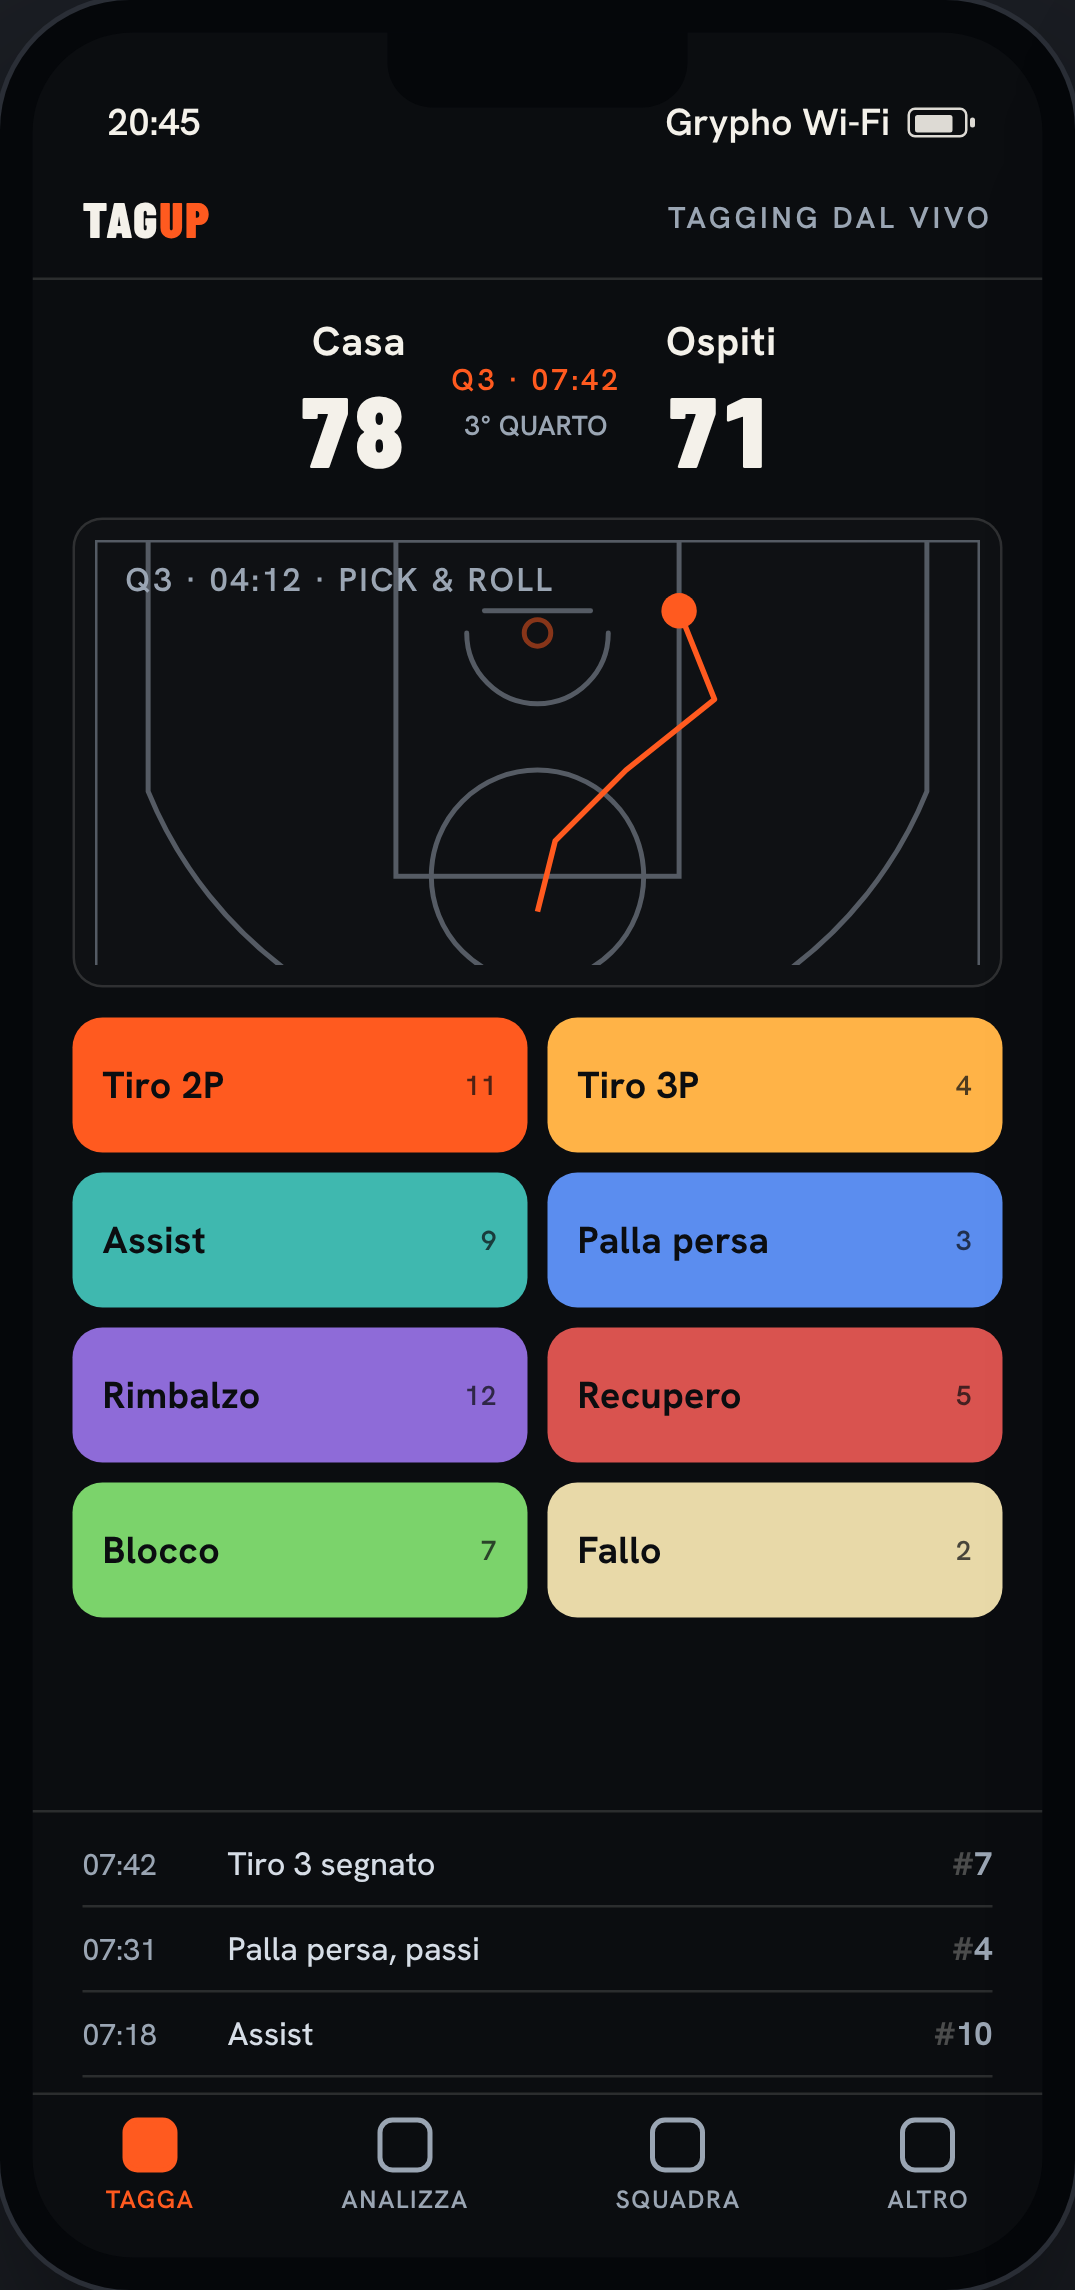 20:45 Grypho Wi-Fi
TAGUP TAGGING DAL VIVO
Casa Ospiti
Q3 · 07:42
78 3° QUARTO 71
Q3 · 04:12 · PICK & ROLL
Tiro 2P 11 Tiro 3P 4
Assist 9 Palla persa 3
Rimbalzo 12 Recupero 5
Blocco 7 Fallo 2
07:42 Tiro 3 segnato #7
07:31 Palla persa, passi #4
07:18 Assist #10
TAGGA ANALIZZA SQUADRA ALTRO